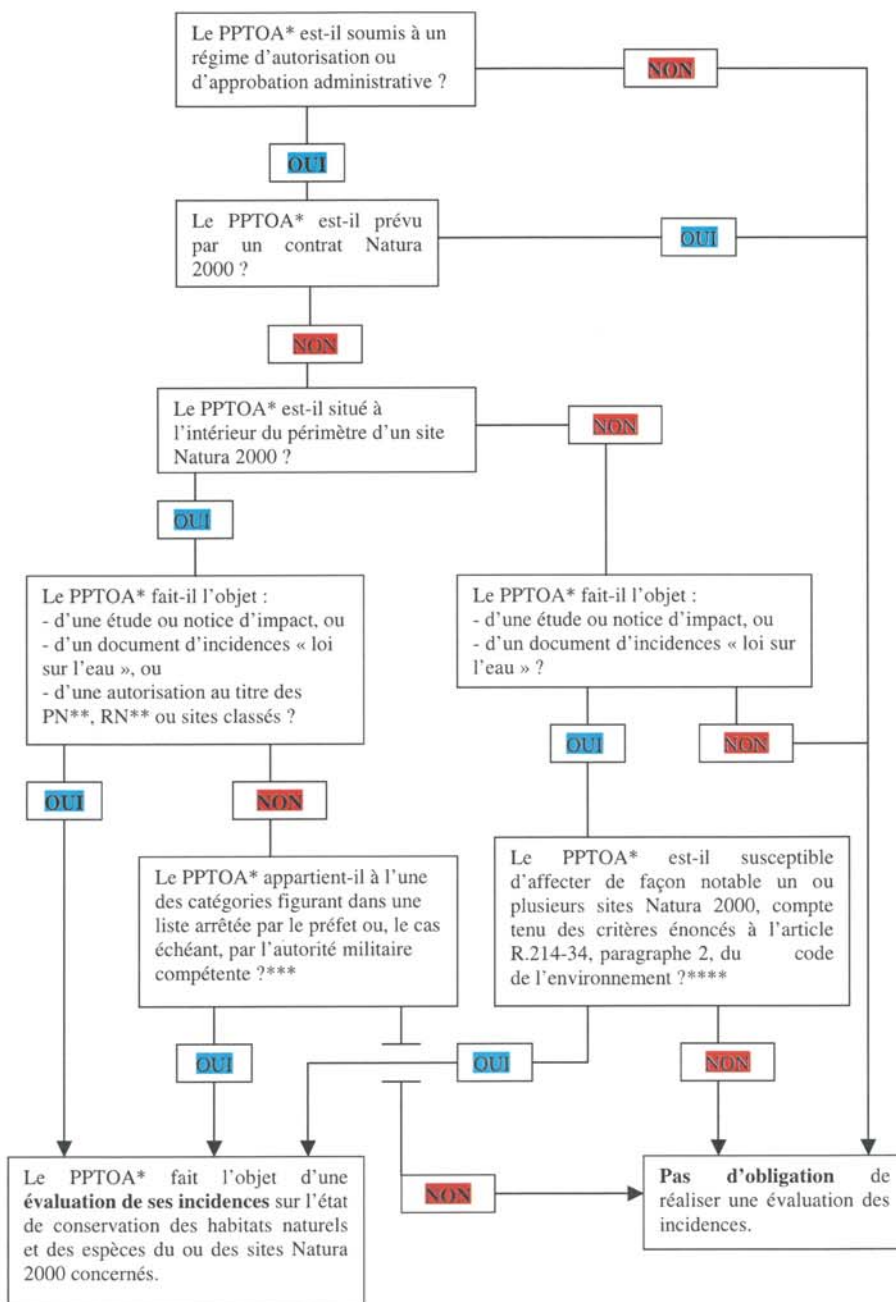 Le PPTOA* est-il soumis à un
régime d'autorisation ou
d'approbation administrative ?
NON
OUI
Le PPTOA* est-il prévu
par un contrat Natura
2000 ?
OUI
NON
Le PPTOA* est-il situé à
l'intérieur du périmètre d'un site
Natura 2000 ?
NON
OUI
Le PPTOA* fait-il l'objet :
- d'une étude ou notice d'impact, ou
- d'un document d'incidences « loi
sur l'eau », ou
- d'une autorisation au titre des
PN**, RN** ou sites classés ?
Le PPTOA* fait-il l'objet :
- d'une étude ou notice d'impact, ou
- d'un document d'incidences « loi
sur l'eau » ?
OUI
NON
OUI
NON
Le PPTOA* appartient-il à l'une
des catégories figurant dans une
liste arrêtée par le préfet ou, le cas
échéant, par l'autorité militaire
compétente ?***
Le PPTOA* est-il susceptible
d'affecter de façon notable un ou
plusieurs sites Natura 2000, compte
tenu des critères énoncés à l'article
R.214-34, paragraphe 2, du code
de l'environnement ?****
OUI
OUI
NON
Le PPTOA* fait l'objet d'une
évaluation de ses incidences sur l'état
de conservation des habitats naturels
et des espèces du ou des sites Natura
2000 concernés.
NON
Pas d'obligation de
réaliser une évaluation des
incidences.